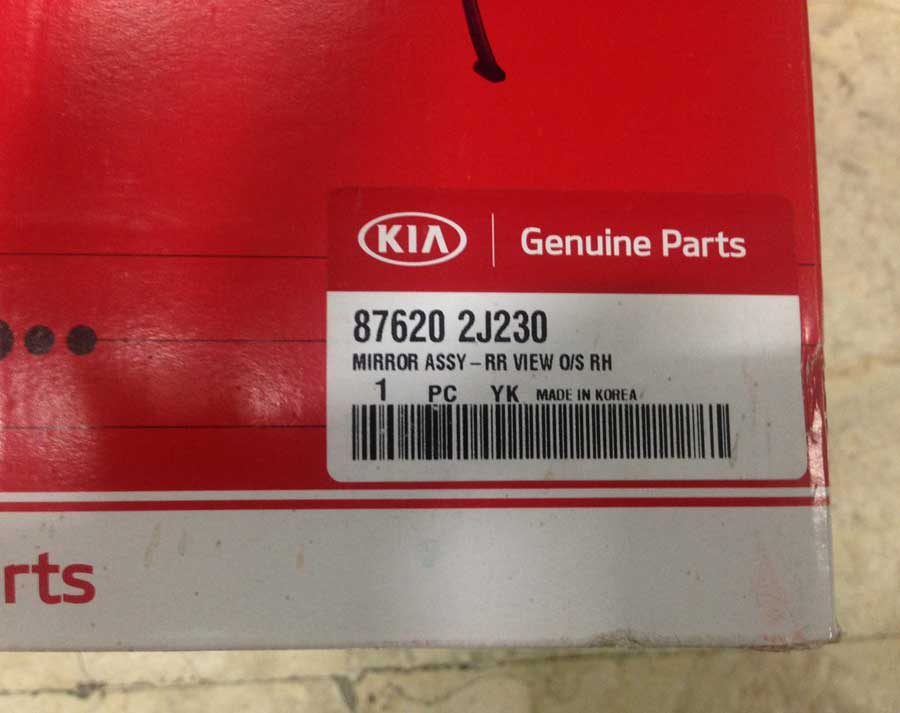 KIA Genuine Parts
87620 2J230
MIRROR ASSY – RR VIEW O/S RH
1 PC YK MADE IN KOREA
rts